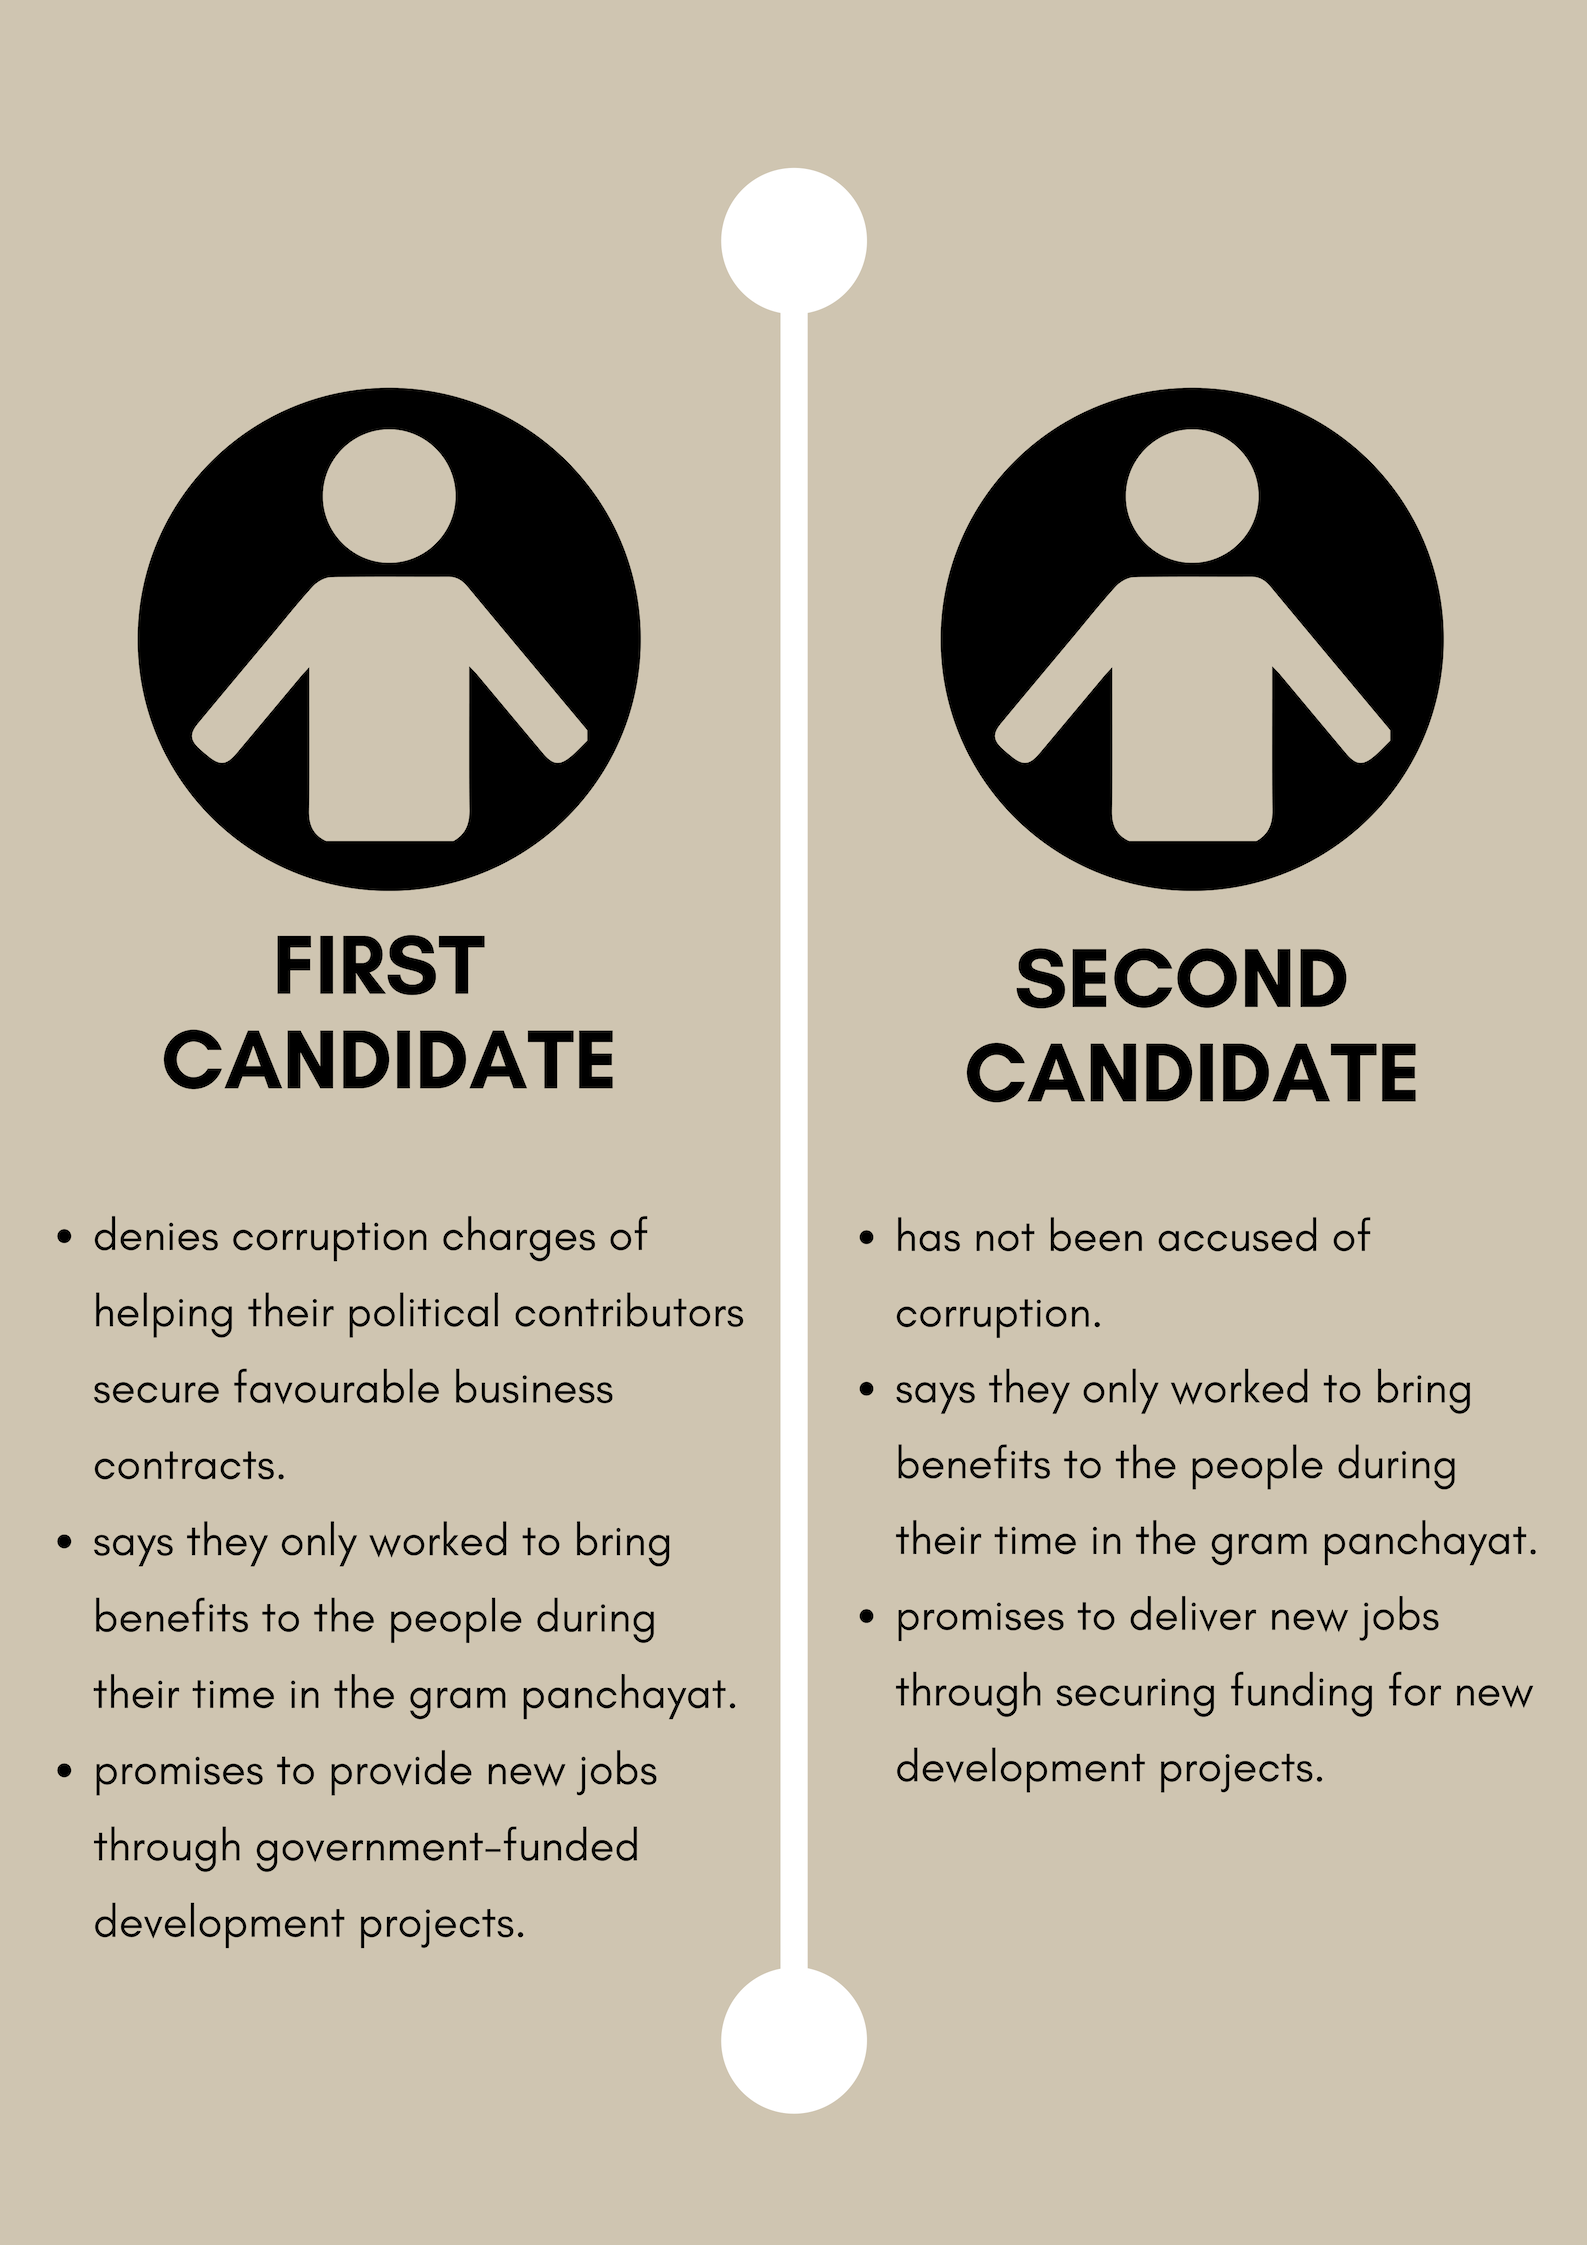 FIRST
CANDIDATE
• denies corruption charges of
helping their political contributors
secure favourable business
contracts.
• says they only worked to bring
benefits to the people during
their time in the gram panchayat.
• promises to provide new jobs
through government-funded
development projects.
SECOND
CANDIDATE
• has not been accused of
corruption.
• says they only worked to bring
benefits to the people during
their time in the gram panchayat.
• promises to deliver new jobs
through securing funding for new
development projects.